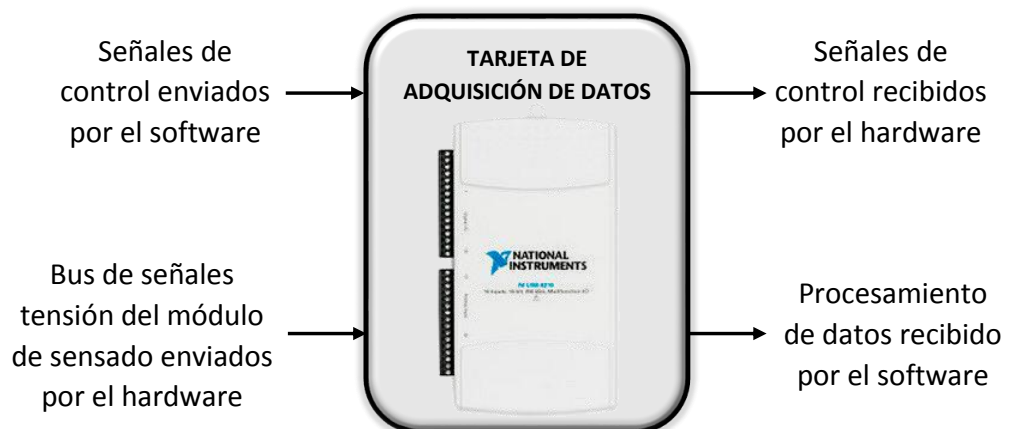 Señales de
control enviados
por el software
TARJETA DE
ADQUISICIÓN DE DATOS
Señales de
control recibidos
por el hardware
NATIONAL
INSTRUMENTS
Bus de señales
tensión del módulo
de sensado enviados
por el hardware
Procesamiento
de datos recibido
por el software